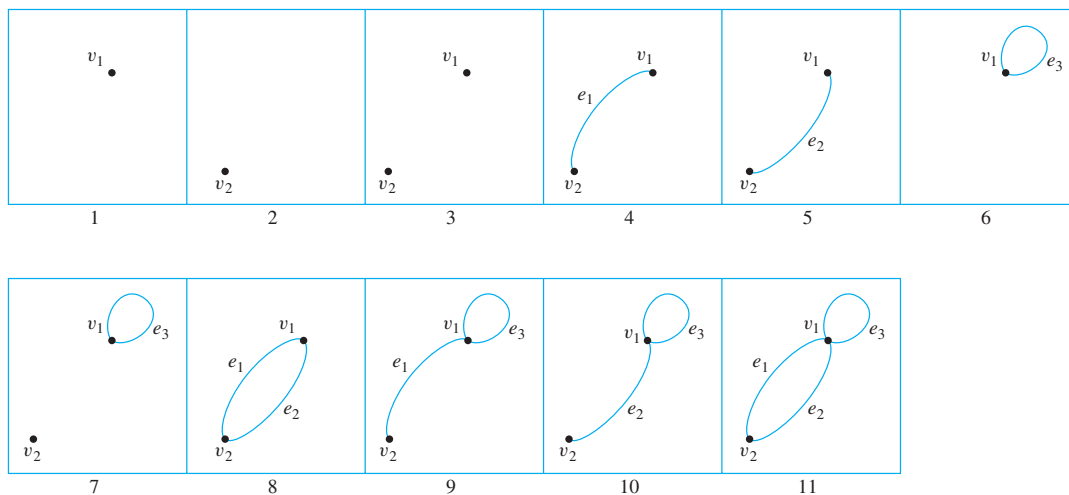 v₁ v₁ v₁ v₁ v₁ e₃
e₁
e₂
v₂ v₂ v₂ v₂
1 2 3 4 5 6
v₁ e₃ v₁ v₁ e₃ v₁ e₃ v₁ e₃
e₁ e₁ e₁
e₂ e₂ e₂
v₂ v₂ v₂ v₂ v₂
7 8 9 10 11